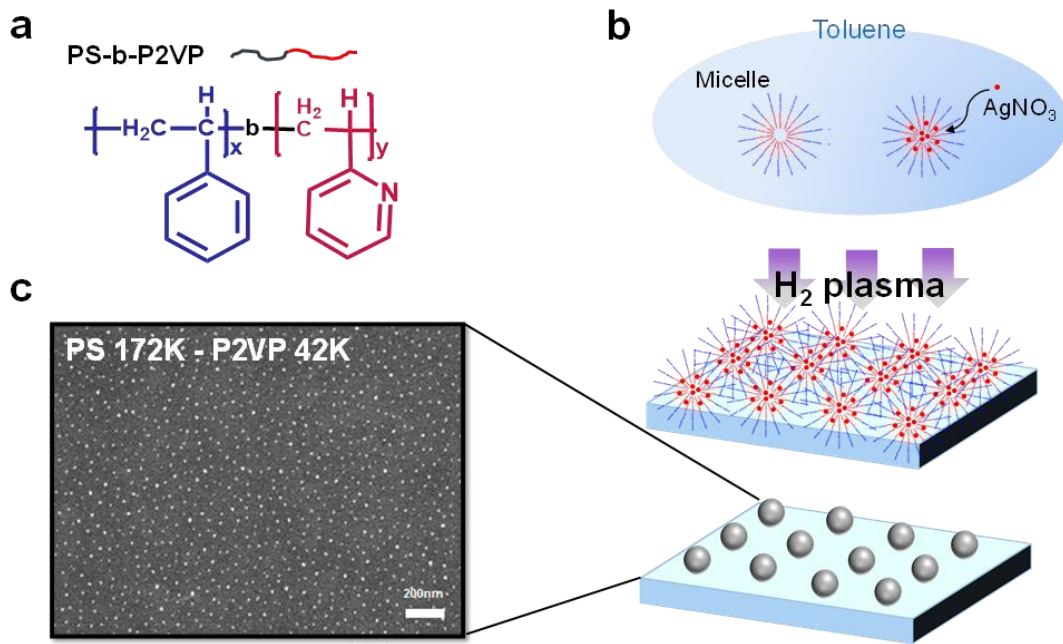 a
PS-b-P2VP
H
H₂C
C
x
b
H₂
C
H
y
N
b
Toluene
Micelle
AgNO₃
H₂ plasma
c
PS 172K - P2VP 42K
200nm